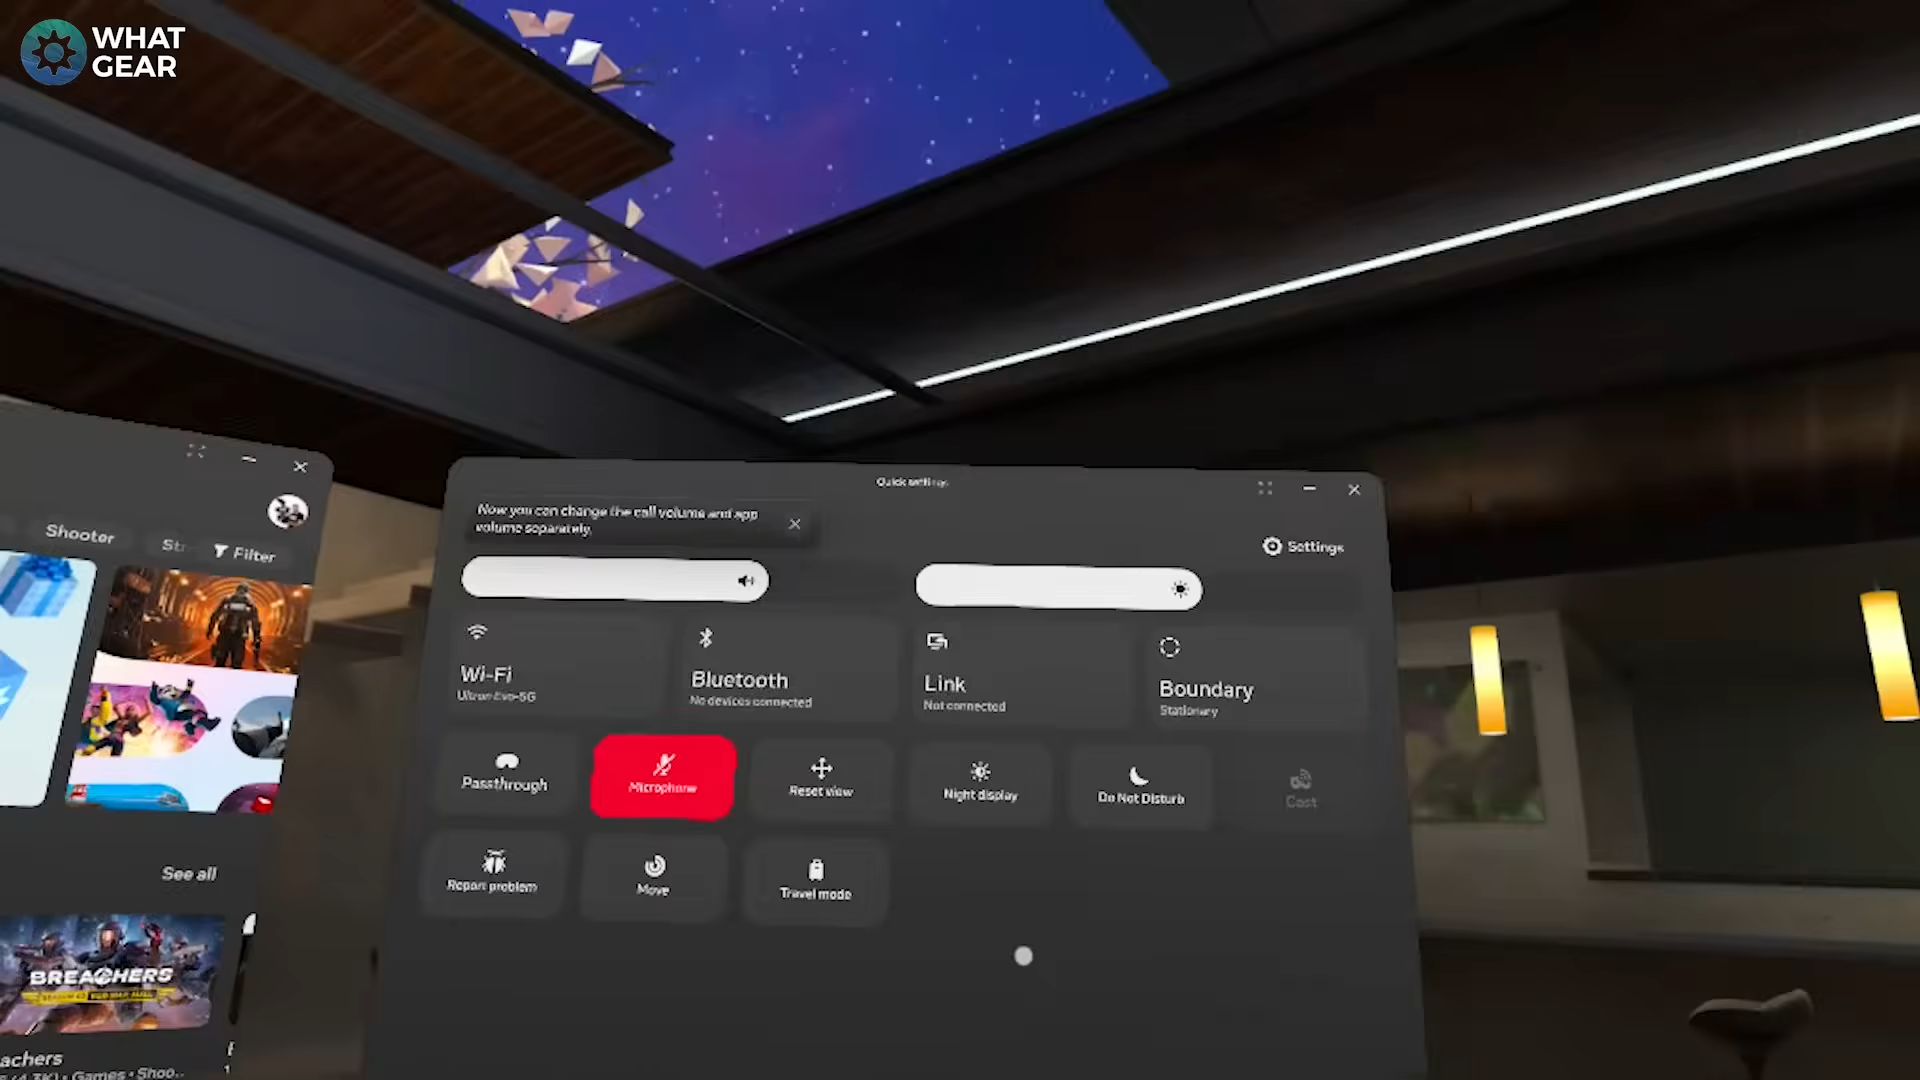 WHAT
GEAR
Quick settings
Now you can change the call volume and app
volume separately.
Settings
Wi-Fi
Bluetooth
No devices connected
Link
Not connected
Boundary
Stationary
Passthrough
Microphone
Reset view
Night display
Do Not Disturb
Cast
Report problem
Move
Travel mode
Shooter
Filter
See all
BREACHERS
achers
Games • Shoo..